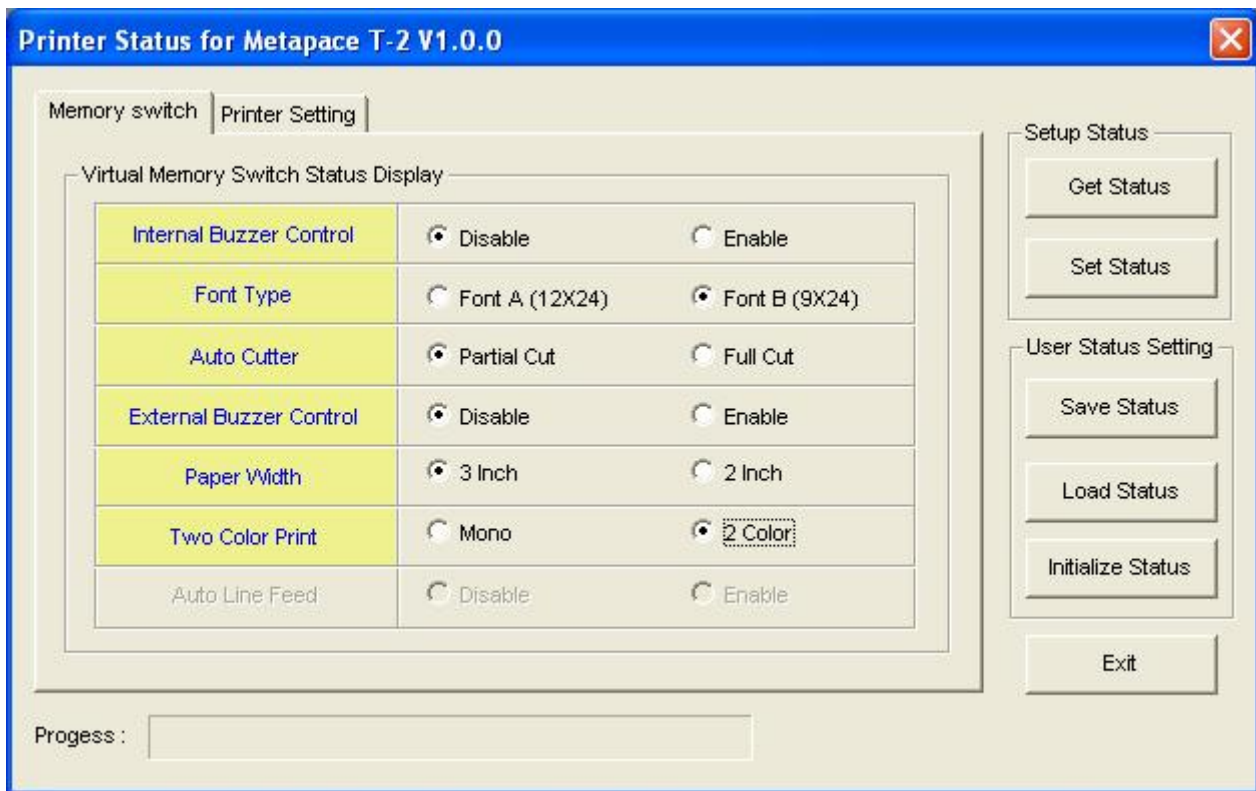 Printer Status for Metapace T-2 V1.0.0
Memory switch Printer Setting
Virtual Memory Switch Status Display
Internal Buzzer Control Disable Enable
Font Type Font A (12X24) Font B (9X24)
Auto Cutter Partial Cut Full Cut
External Buzzer Control Disable Enable
Paper Width 3 Inch 2 Inch
Two Color Print Mono 2 Color
Auto Line Feed Disable Enable
Setup Status
Get Status
Set Status
User Status Setting
Save Status
Load Status
Initialize Status
Exit
Progess :